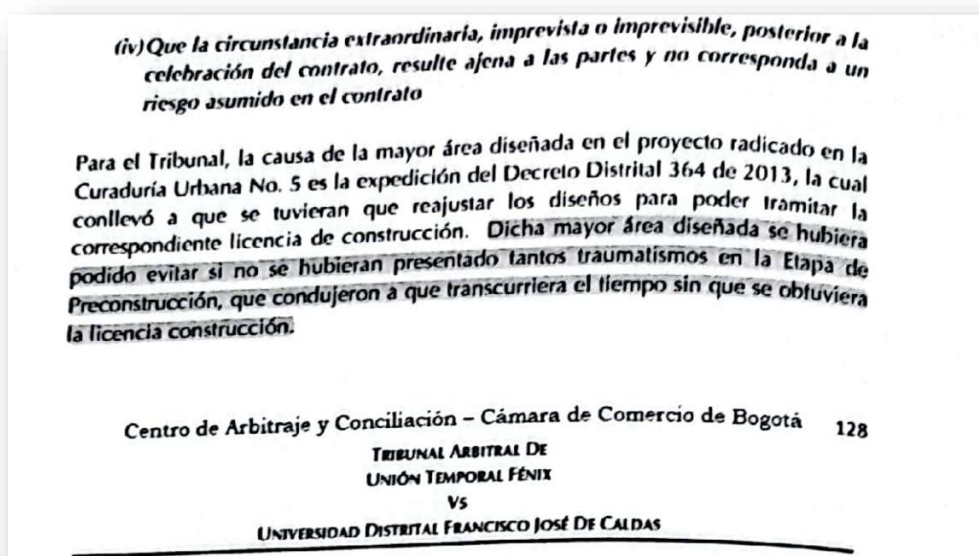 (iv) Que la circunstancia extraordinaria, imprevista o imprevisible, posterior a la
celebración del contrato, resulte ajena a las partes y no corresponda a un
riesgo asumido en el contrato
Para el Tribunal, la causa de la mayor área diseñada en el proyecto radicado en la
Curaduría Urbana No. 5 es la expedición del Decreto Distrital 364 de 2013, la cual
conllevó a que se tuvieran que reajustar los diseños para poder tramitar la
correspondiente licencia de construcción. Dicha mayor área diseñada se hubiera
podido evitar si no se hubieran presentado tantos traumatismos en la Etapa de
Preconstrucción, que condujeron a que transcurriera el tiempo sin que se obtuviera
la licencia construcción.
Centro de Arbitraje y Conciliación – Cámara de Comercio de Bogotá 128
TRIBUNAL ARBITRAL DE
UNIÓN TEMPORAL FÉNIX
VS
UNIVERSIDAD DISTRITAL FRANCISCO JOSÉ DE CALDAS